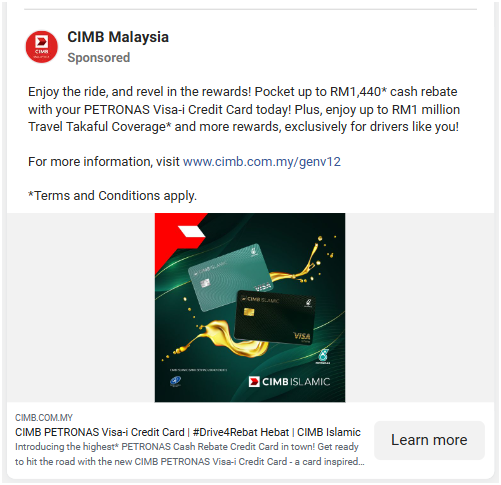 CIMB Malaysia
Sponsored
Enjoy the ride, and revel in the rewards! Pocket up to RM1,440* cash rebate
with your PETRONAS Visa-i Credit Card today! Plus, enjoy up to RM1 million
Travel Takaful Coverage* and more rewards, exclusively for drivers like you!
For more information, visit www.cimb.com.my/genv12
*Terms and Conditions apply.
CIMB ISLAMIC
CIMB ISLAMIC
VISA
PETRONAS
CIMB ISLAMIC
CIMB.COM.MY
CIMB PETRONAS Visa-i Credit Card | #Drive4Rebat Hebat | CIMB Islamic
Introducing the highest* PETRONAS Cash Rebate Credit Card in town! Get ready
to hit the road with the new CIMB PETRONAS Visa-i Credit Card - a card inspired...
Learn more